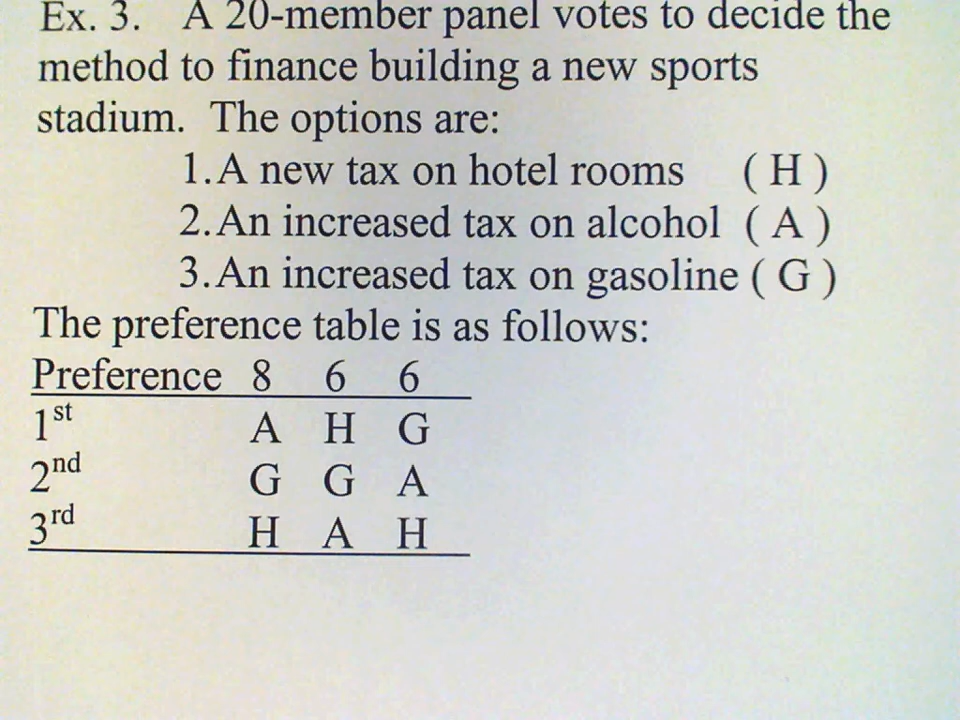 Ex. 3. A 20-member panel votes to decide the
method to finance building a new sports
stadium. The options are:
1. A new tax on hotel rooms ( H )
2. An increased tax on alcohol ( A )
3. An increased tax on gasoline ( G )
The preference table is as follows:
Preference 8 6 6
1st A H G
2nd G G A
3rd H A H